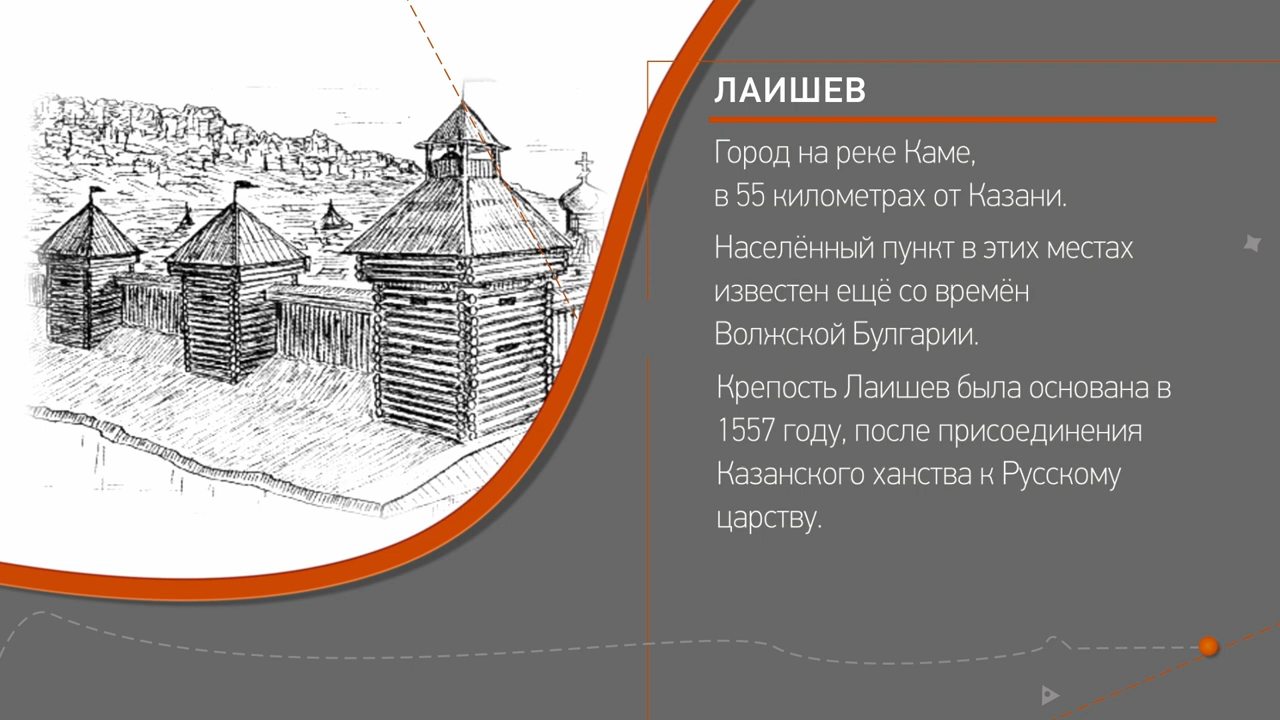 ЛАИШЕВ
Город на реке Каме,
в 55 километрах от Казани.
Населённый пункт в этих местах
известен ещё со времён
Волжской Булгарии.
Крепость Лаишев была основана в
1557 году, после присоединения
Казанского ханства к Русскому
царству.